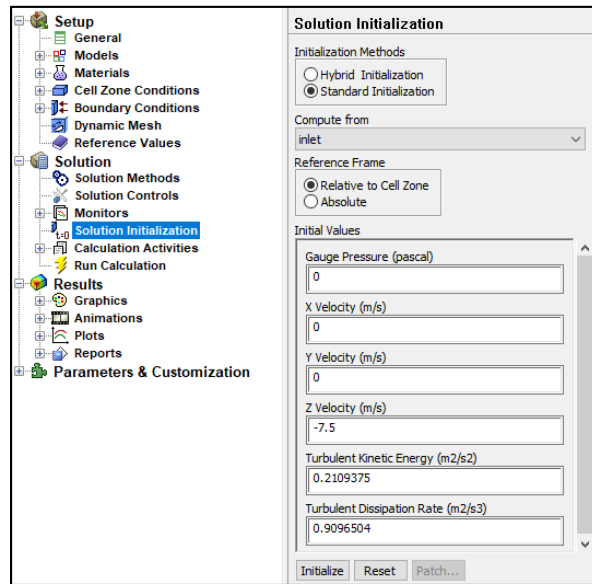 Setup
General
Models
Materials
Cell Zone Conditions
Boundary Conditions
Dynamic Mesh
Reference Values
Solution
Solution Methods
Solution Controls
Monitors
t=0 Solution Initialization
Calculation Activities
Run Calculation
Results
Graphics
Animations
Plots
Reports
Parameters & Customization
Solution Initialization
Initialization Methods
Hybrid Initialization
Standard Initialization
Compute from
inlet
Reference Frame
Relative to Cell Zone
Absolute
Initial Values
Gauge Pressure (pascal)
0
X Velocity (m/s)
0
Y Velocity (m/s)
0
Z Velocity (m/s)
-7.5
Turbulent Kinetic Energy (m2/s2)
0.2109375
Turbulent Dissipation Rate (m2/s3)
0.9096504
Initialize Reset Patch...